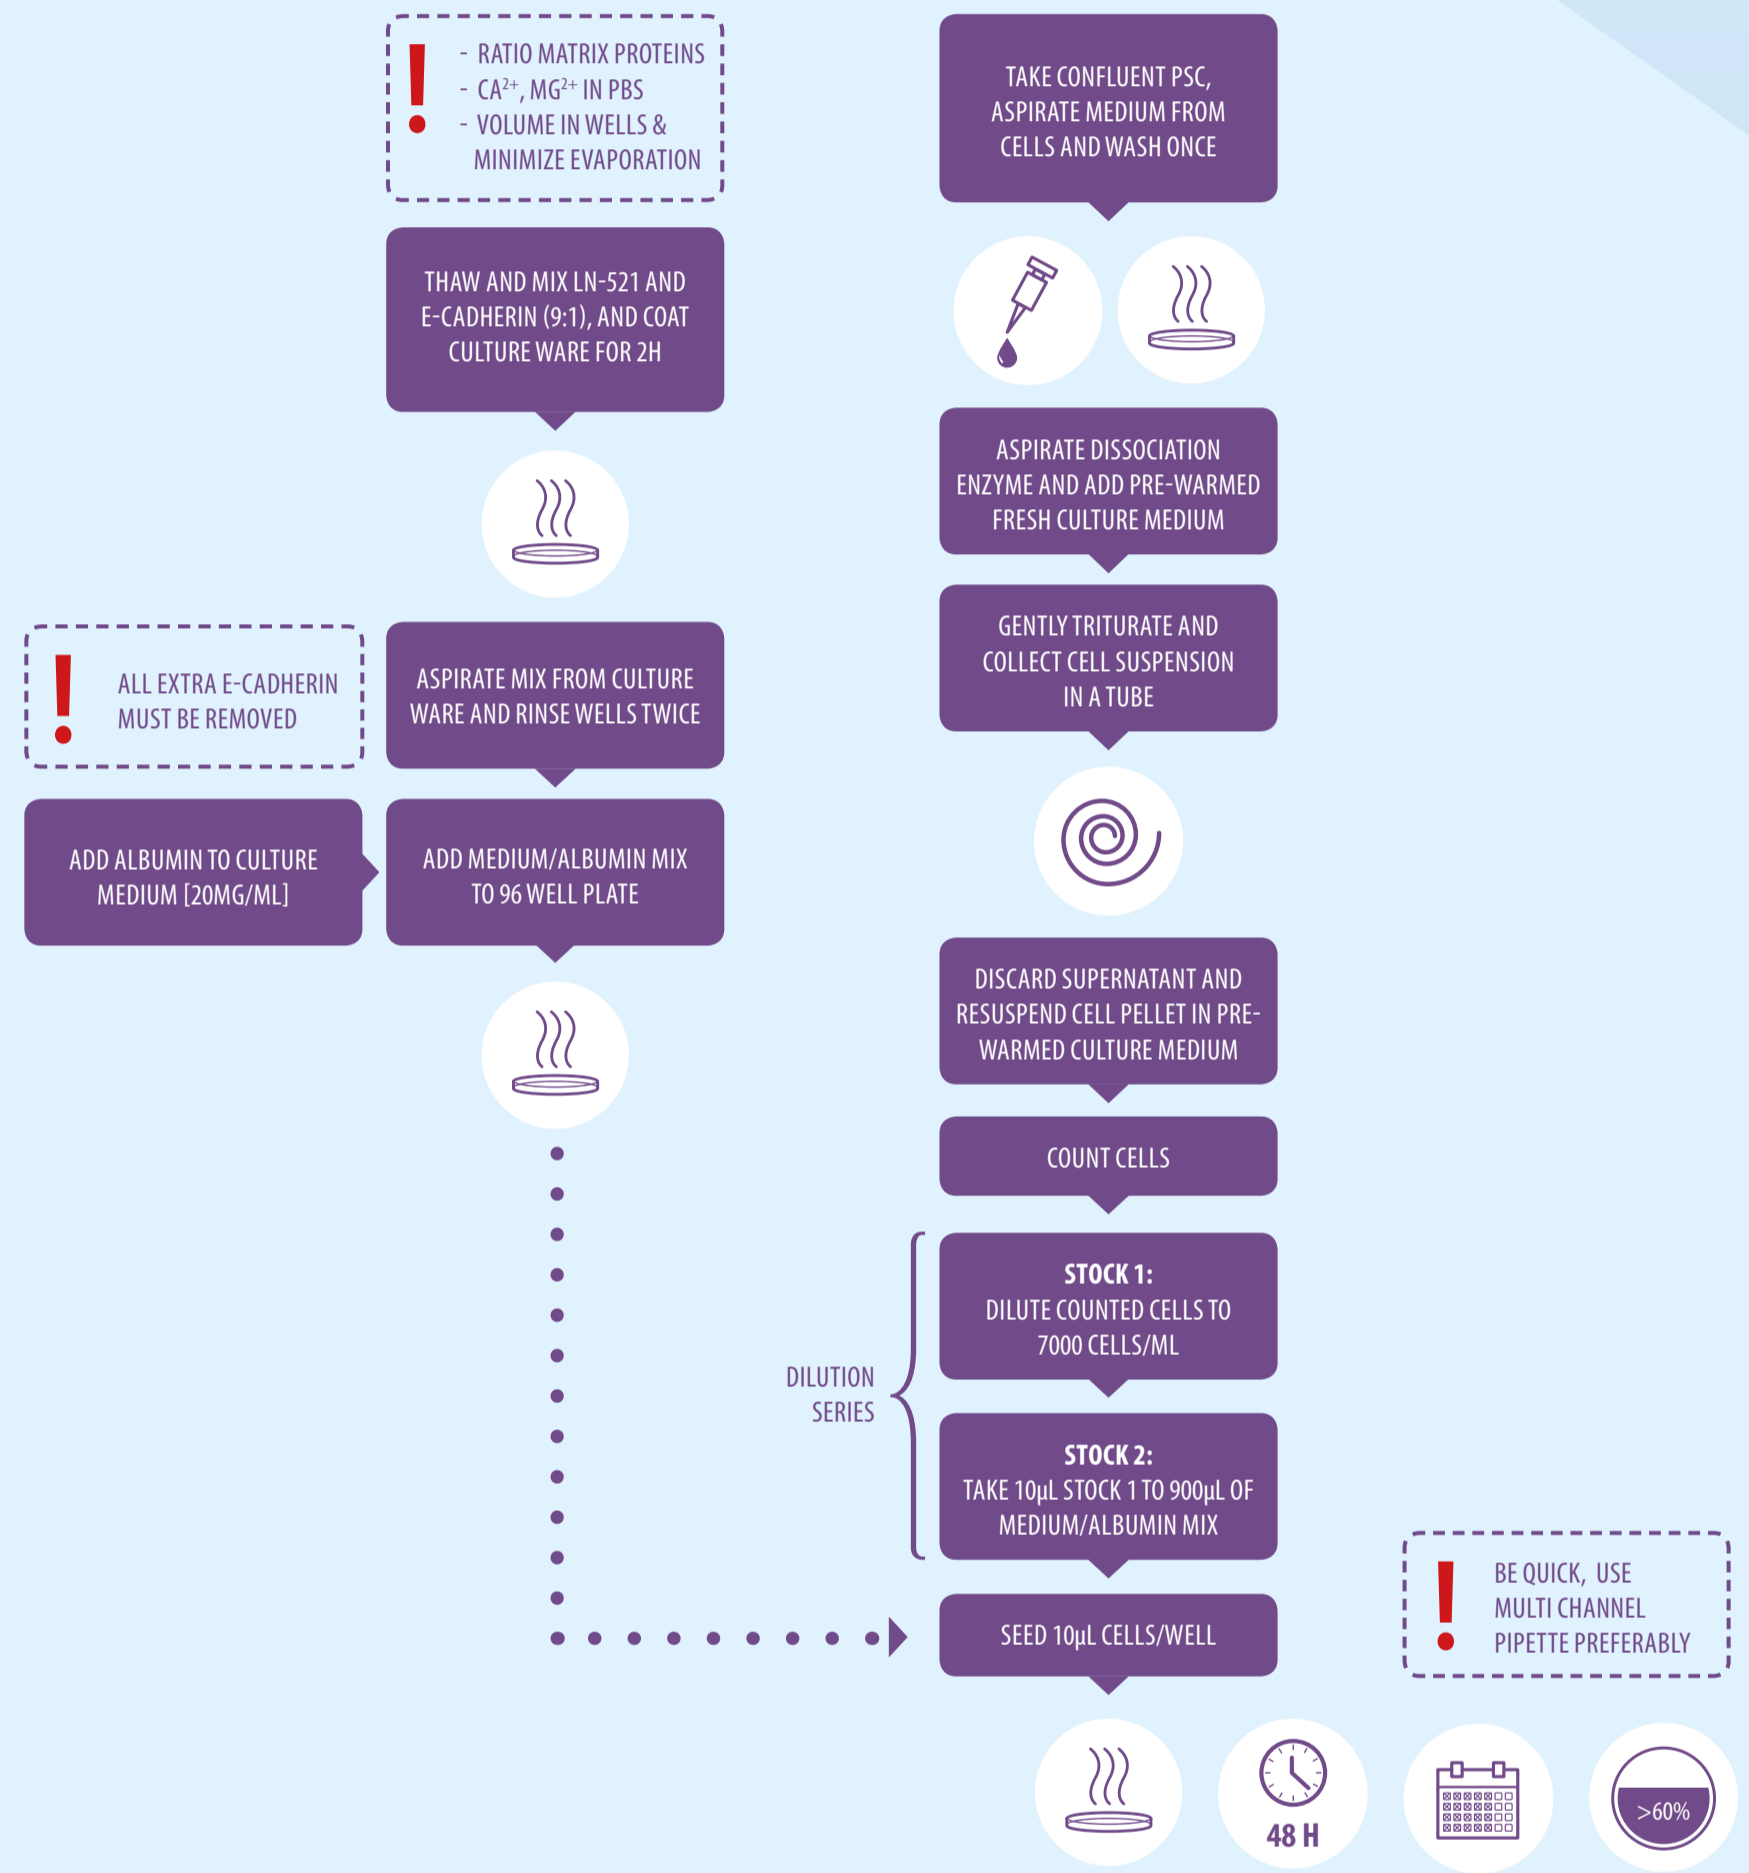 - RATIO MATRIX PROTEINS
- CA²⁺, MG²⁺ IN PBS
- VOLUME IN WELLS &
MINIMIZE EVAPORATION
THAW AND MIX LN-521 AND
E-CADHERIN (9:1), AND COAT
CULTURE WARE FOR 2H
ALL EXTRA E-CADHERIN
MUST BE REMOVED
ASPIRATE MIX FROM CULTURE
WARE AND RINSE WELLS TWICE
ADD ALBUMIN TO CULTURE
MEDIUM [20MG/ML]
ADD MEDIUM/ALBUMIN MIX
TO 96 WELL PLATE
TAKE CONFLUENT PSC,
ASPIRATE MEDIUM FROM
CELLS AND WASH ONCE
ASPIRATE DISSOCIATION
ENZYME AND ADD PRE-WARMED
FRESH CULTURE MEDIUM
GENTLY TRITURATE AND
COLLECT CELL SUSPENSION
IN A TUBE
DISCARD SUPERNATANT AND
RESUSPEND CELL PELLET IN PRE-
WARMED CULTURE MEDIUM
COUNT CELLS
DILUTION
SERIES
STOCK 1:
DILUTE COUNTED CELLS TO
7000 CELLS/ML
STOCK 2:
TAKE 10µL STOCK 1 TO 900µL OF
MEDIUM/ALBUMIN MIX
SEED 10µL CELLS/WELL
BE QUICK, USE
MULTI CHANNEL
PIPETTE PREFERABLY
48 H
>60%